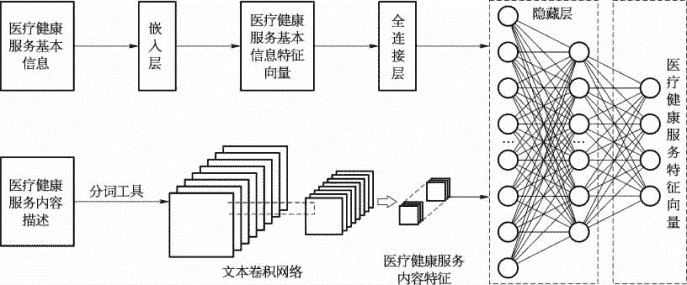 医疗健康
服务基本
信息
嵌
入
层
医疗健康
服务基本
信息特征
向量
全
连
接
层
隐藏层
医
疗
健
康
服
务
特
征
向
量
...
...
医疗健康
服务内容
描述
分词工具
文本卷积网络
医疗健康服务
内容特征